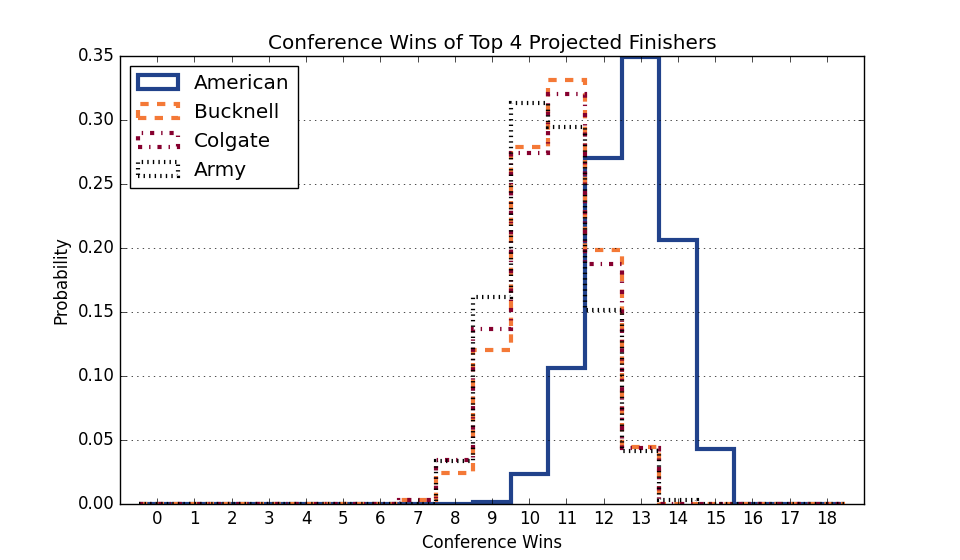 Conference Wins of Top 4 Projected Finishers
0.35
American
Bucknell
Colgate
Army
0.30
0.25
0.20
0.15
0.10
0.05
0.00
Probability
0 1 2 3 4 5 6 7 8 9 10 11 12 13 14 15 16 17 18
Conference Wins